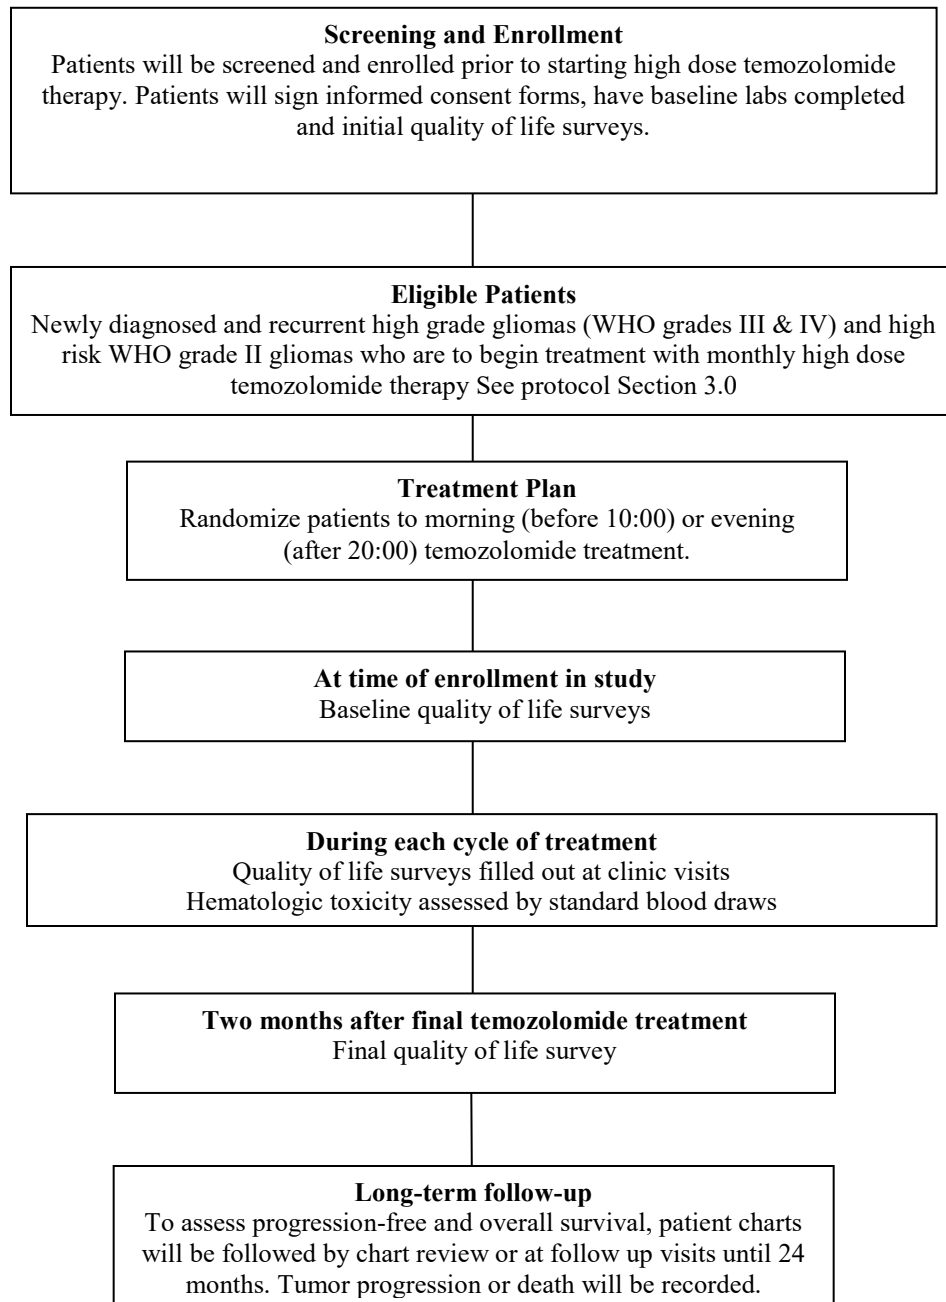 Screening and Enrollment
Patients will be screened and enrolled prior to starting high dose temozolomide
therapy. Patients will sign informed consent forms, have baseline labs completed
and initial quality of life surveys.
Eligible Patients
Newly diagnosed and recurrent high grade gliomas (WHO grades III & IV) and high
risk WHO grade II gliomas who are to begin treatment with monthly high dose
temozolomide therapy See protocol Section 3.0
Treatment Plan
Randomize patients to morning (before 10:00) or evening
(after 20:00) temozolomide treatment.
At time of enrollment in study
Baseline quality of life surveys
During each cycle of treatment
Quality of life surveys filled out at clinic visits
Hematologic toxicity assessed by standard blood draws
Two months after final temozolomide treatment
Final quality of life survey
Long-term follow-up
To assess progression-free and overall survival, patient charts
will be followed by chart review or at follow up visits until 24
months. Tumor progression or death will be recorded.